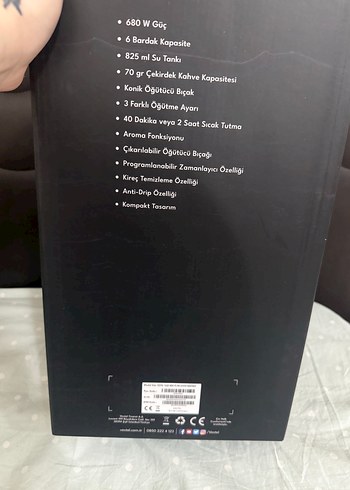 • 680 W Güç
• 6 Bardak Kapasite
• 825 ml Su Tankı
• 70 gr Çekirdek Kahve Kapasitesi
• Konik Öğütücü Bıçak
• 3 Farklı Öğütme Ayarı
• 40 Dakika veya 2 Saat Sıcak Tutma
• Aroma Fonksiyonu
• Çıkarılabilir Öğütücü Bıçağı
• Programlanabilir Zamanlayıcı Özelliği
• Kireç Temizleme Özelliği
• Anti-Drip Özelliği
• Kompakt Tasarım